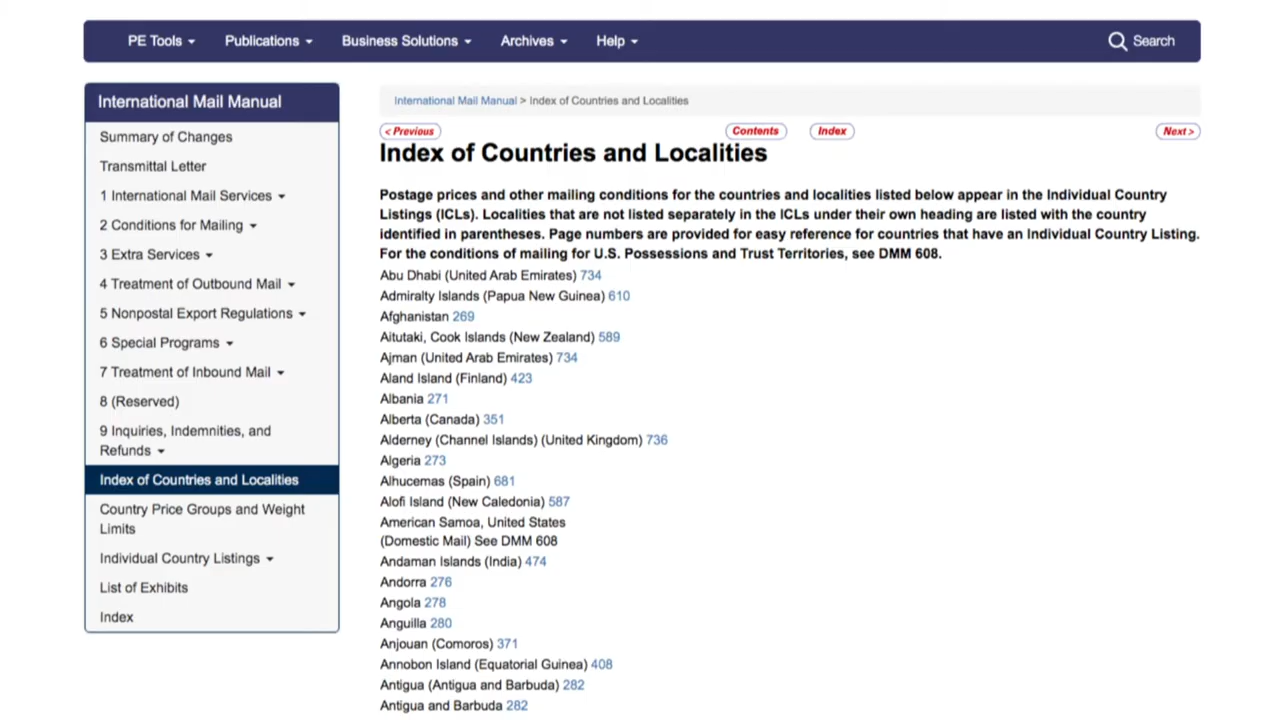 PE Tools Publications Business Solutions Archives Help Search
International Mail Manual
Summary of Changes
Transmittal Letter
1 International Mail Services
2 Conditions for Mailing
3 Extra Services
4 Treatment of Outbound Mail
5 Nonpostal Export Regulations
6 Special Programs
7 Treatment of Inbound Mail
8 (Reserved)
9 Inquiries, Indemnities, and
Refunds
Index of Countries and Localities
Country Price Groups and Weight
Limits
Individual Country Listings
List of Exhibits
Index
International Mail Manual > Index of Countries and Localities
< Previous Contents Index Next >
Index of Countries and Localities
Postage prices and other mailing conditions for the countries and localities listed below appear in the Individual Country
Listings (ICLs). Localities that are not listed separately in the ICLs under their own heading are listed with the country
identified in parentheses. Page numbers are provided for easy reference for countries that have an Individual Country Listing.
For the conditions of mailing for U.S. Possessions and Trust Territories, see DMM 608.
Abu Dhabi (United Arab Emirates) 734
Admiralty Islands (Papua New Guinea) 610
Afghanistan 269
Aitutaki, Cook Islands (New Zealand) 589
Ajman (United Arab Emirates) 734
Aland Island (Finland) 423
Albania 271
Alberta (Canada) 351
Alderney (Channel Islands) (United Kingdom) 736
Algeria 273
Alhucemas (Spain) 681
Alofi Island (New Caledonia) 587
American Samoa, United States
(Domestic Mail) See DMM 608
Andaman Islands (India) 474
Andorra 276
Angola 278
Anguilla 280
Anjouan (Comoros) 371
Annobon Island (Equatorial Guinea) 408
Antigua (Antigua and Barbuda) 282
Antigua and Barbuda 282